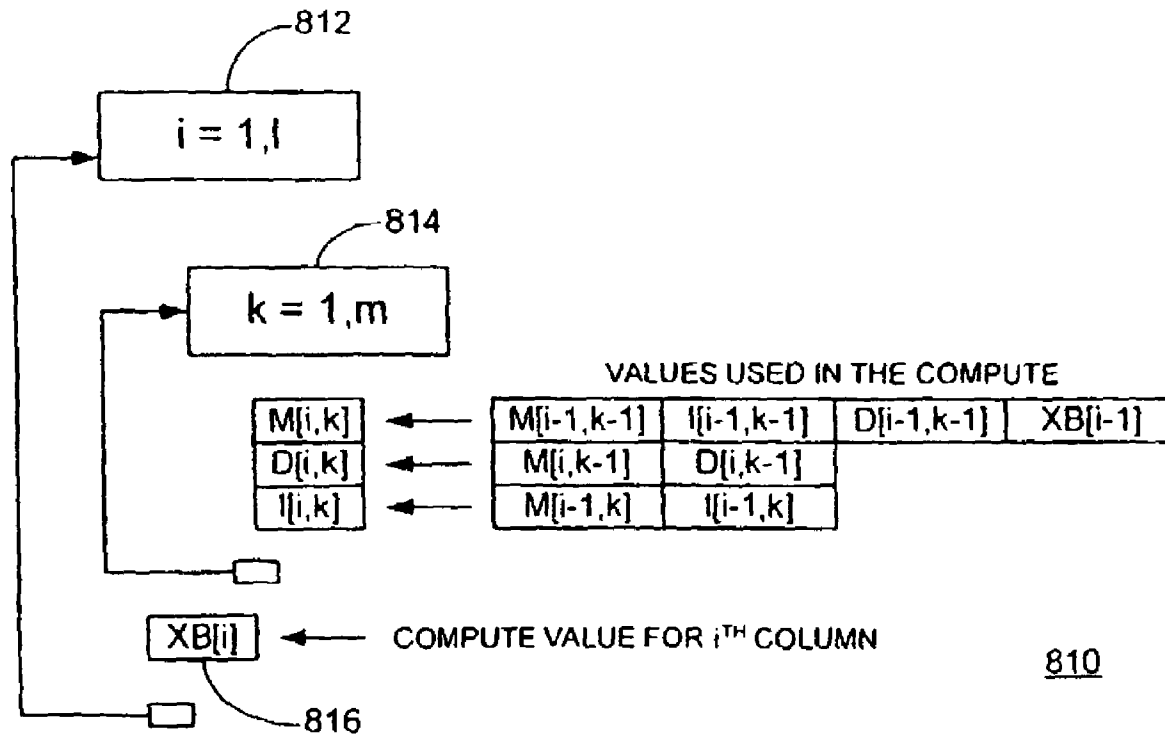 812
i = 1,l
814
k = 1,m
VALUES USED IN THE COMPUTE
M[i,k] M[i-1,k-1] I[i-1,k-1] D[i-1,k-1] XB[i-1]
D[i,k] M[i,k-1] D[i,k-1]
I[i,k] M[i-1,k] I[i-1,k]
XB[i] COMPUTE VALUE FOR iTH COLUMN
810
816